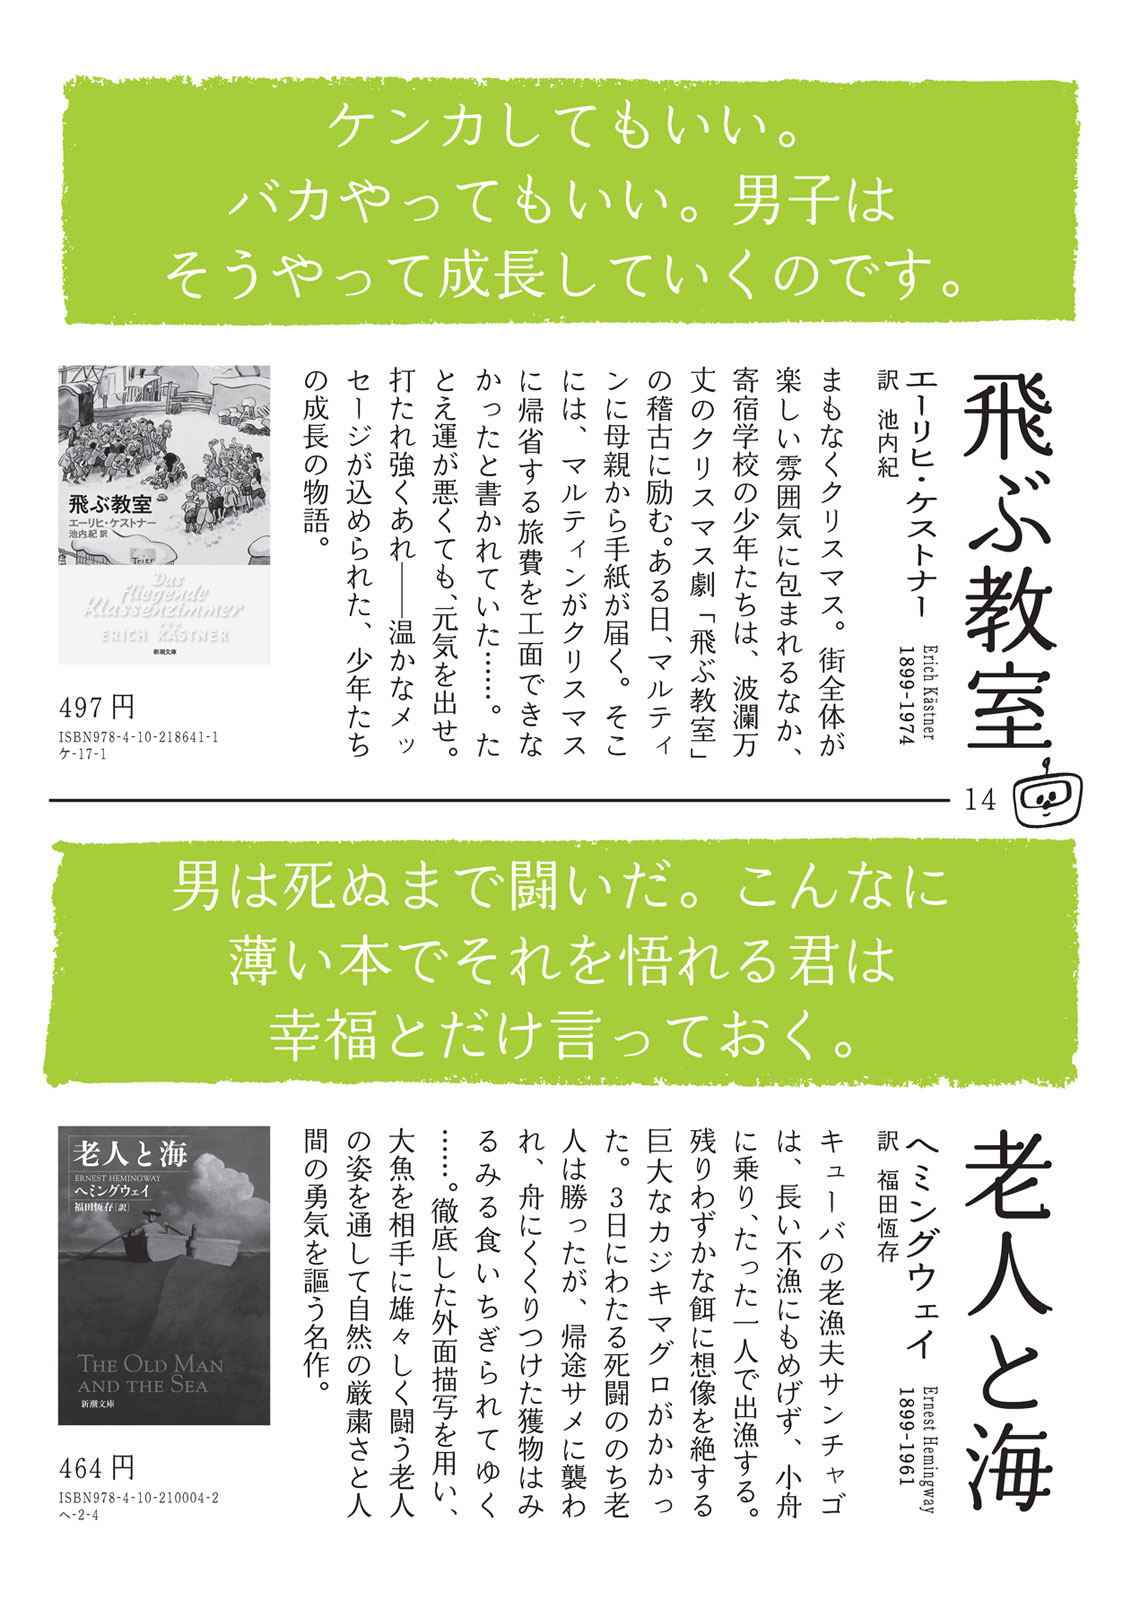 ケンカしてもいい。
バカやってもいい。男子は
そうやって成長していくのです。
飛ぶ教室
エーリヒ・ケストナー
Erich Kästner
1899-1974
訳 池内紀
まもなくクリスマス。街全体が
楽しい雰囲気に包まれるなか、
寄宿学校の少年たちは、波瀾万
丈のクリスマス劇「飛ぶ教室」
の稽古に励む。ある日、マルティ
ンに母親から手紙が届く。そこ
には、マルティンがクリスマス
に帰省する旅費を工面できな
かったと書かれていた……。た
とえ運が悪くても、元気を出せ。
打たれ強くあれ――温かなメッ
セージが込められた、少年たち
の成長の物語。
飛ぶ教室
エーリヒ・ケストナー
池内紀 訳
Trier
Das
fliegende
Klassenzimmer
VON
ERICH KÄSTNER
新潮文庫
497円
ISBN978-4-10-218641-1
ケ-17-1
14
男は死ぬまで闘いだ。こんなに
薄い本でそれを悟れる君は
幸福とだけ言っておく。
老人と海
ヘミングウェイ
Ernest Hemingway
1899-1961
訳 福田恆存
キューバの老漁夫サンチャゴ
は、長い不漁にもめげず、小舟
に乗り、たった一人で出漁する。
残りわずかな餌に想像を絶する
巨大なカジキマグロがかかっ
た。3日にわたる死闘ののち老
人は勝ったが、帰途サメに襲わ
れ、舟にくくりつけた獲物はみ
るみる食いちぎられてゆく
……。徹底した外面描写を用い、
大魚を相手に雄々しく闘う老人
の姿を通して自然の厳粛さと人
間の勇気を謳う名作。
老人と海
ERNEST HEMINGWAY
ヘミングウェイ
福田恆存[訳]
THE OLD MAN
AND THE SEA
新潮文庫
464円
ISBN978-4-10-210004-2
ヘ-2-4